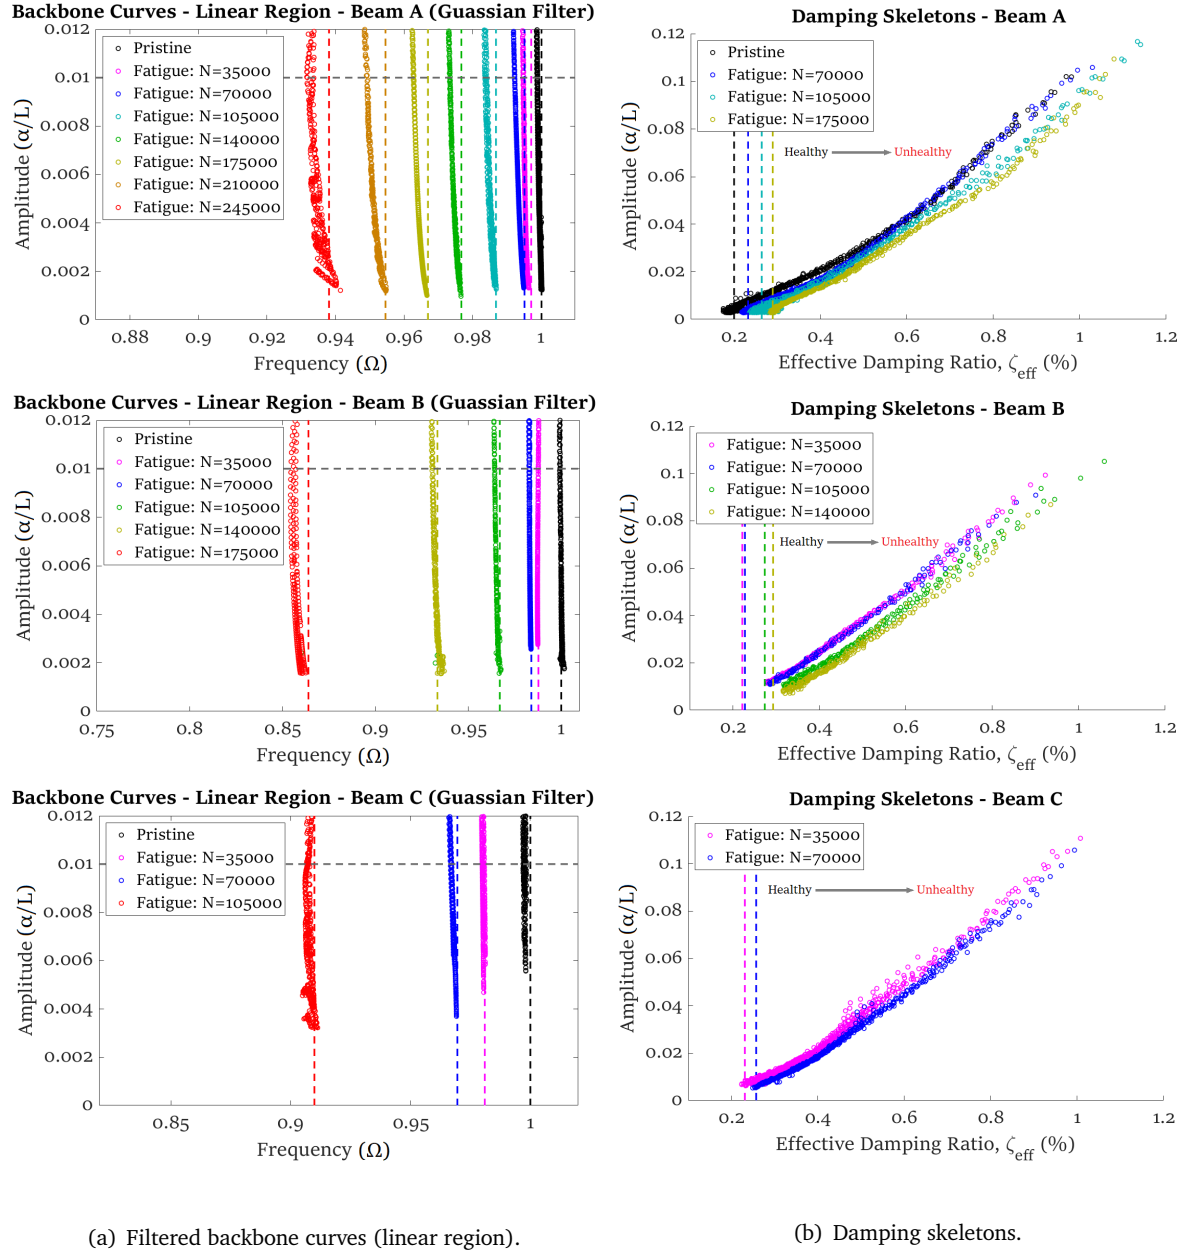 Backbone Curves - Linear Region - Beam A (Guassian Filter)
0.012
0.01
0.008
0.006
0.004
0.002
0
Amplitude (α/L)
Pristine
Fatigue: N=35000
Fatigue: N=70000
Fatigue: N=105000
Fatigue: N=140000
Fatigue: N=175000
Fatigue: N=210000
Fatigue: N=245000
0.88 0.9 0.92 0.94 0.96 0.98 1
Frequency (Ω)
Damping Skeletons - Beam A
0.12
0.1
0.08
0.06
0.04
0.02
0
Amplitude (α/L)
Pristine
Fatigue: N=70000
Fatigue: N=105000
Fatigue: N=175000
Healthy Unhealthy
0.2 0.4 0.6 0.8 1 1.2
Effective Damping Ratio, ζeff (%)
Backbone Curves - Linear Region - Beam B (Guassian Filter)
0.012
0.01
0.008
0.006
0.004
0.002
0
Amplitude (α/L)
Pristine
Fatigue: N=35000
Fatigue: N=70000
Fatigue: N=105000
Fatigue: N=140000
Fatigue: N=175000
0.75 0.8 0.85 0.9 0.95 1
Frequency (Ω)
Damping Skeletons - Beam B
0.12
0.1
0.08
0.06
0.04
0.02
0
Amplitude (α/L)
Fatigue: N=35000
Fatigue: N=70000
Fatigue: N=105000
Fatigue: N=140000
Healthy Unhealthy
0.2 0.4 0.6 0.8 1 1.2
Effective Damping Ratio, ζeff (%)
Backbone Curves - Linear Region - Beam C (Guassian Filter)
0.012
0.01
0.008
0.006
0.004
0.002
0
Amplitude (α/L)
Pristine
Fatigue: N=35000
Fatigue: N=70000
Fatigue: N=105000
0.85 0.9 0.95 1
Frequency (Ω)
Damping Skeletons - Beam C
0.12
0.1
0.08
0.06
0.04
0.02
0
Amplitude (α/L)
Fatigue: N=35000
Fatigue: N=70000
Healthy Unhealthy
0.2 0.4 0.6 0.8 1 1.2
Effective Damping Ratio, ζeff (%)
(a) Filtered backbone curves (linear region).
(b) Damping skeletons.